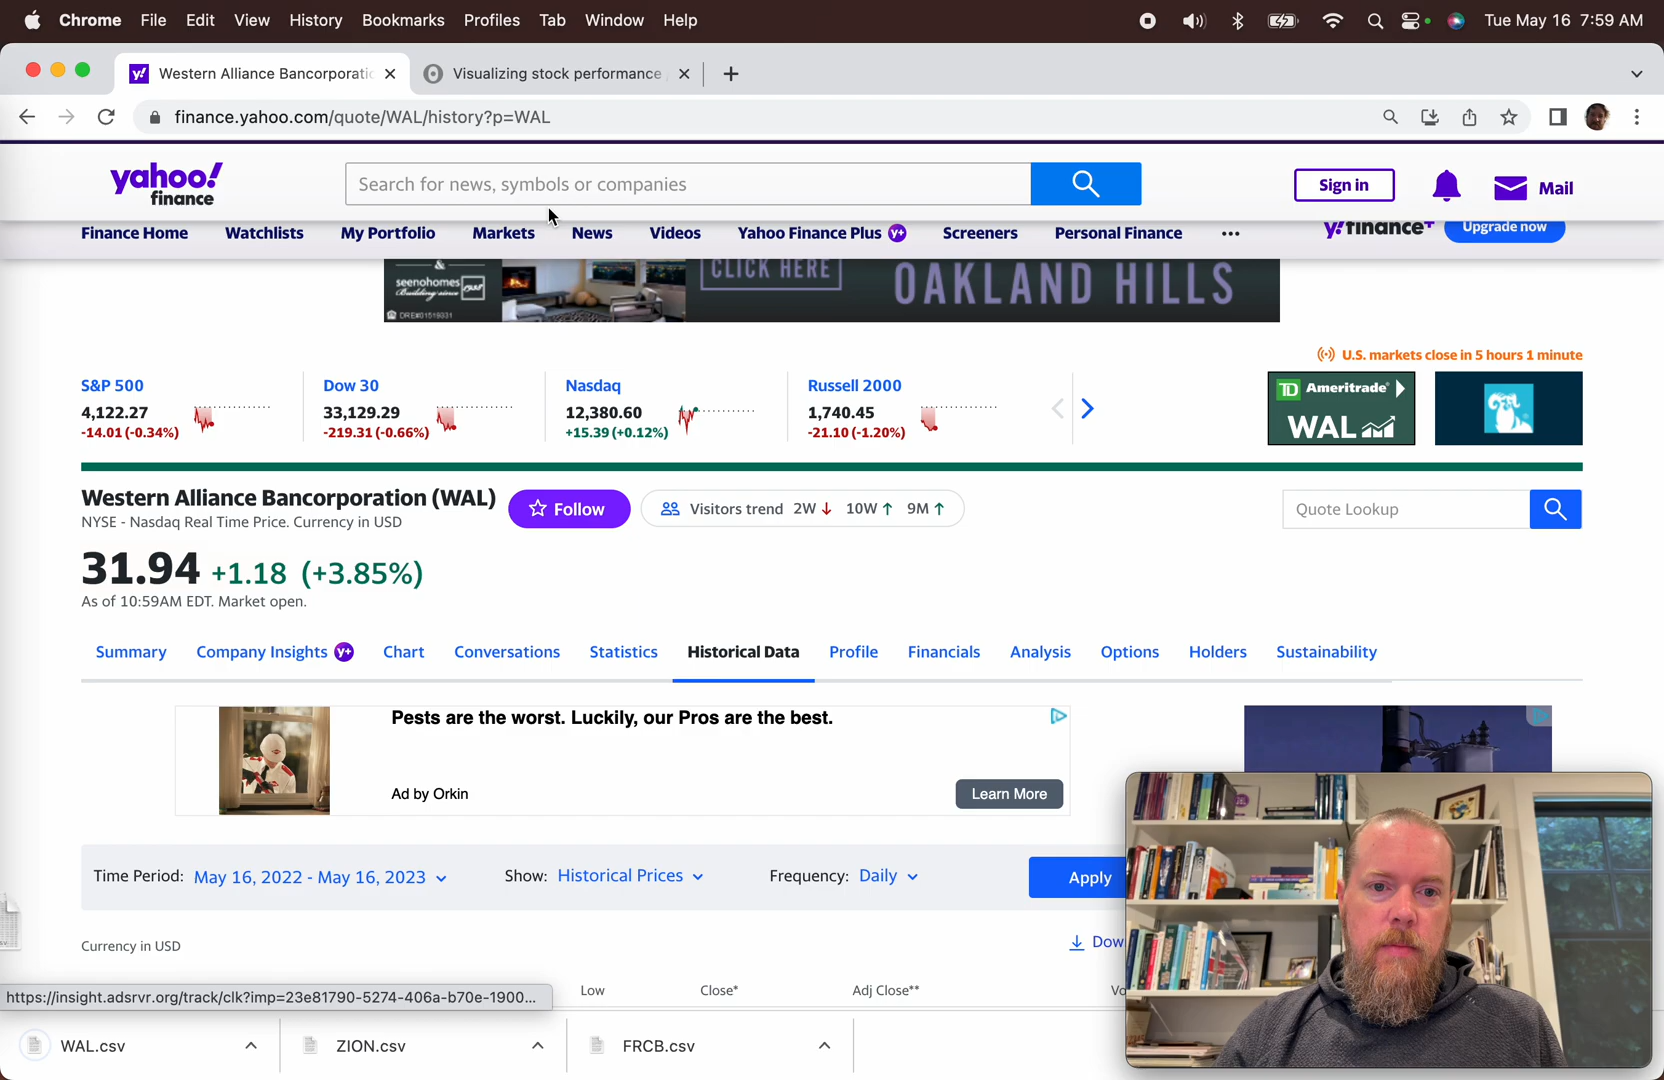 Chrome File Edit View History Bookmarks Profiles Tab Window Help Tue May 16 7:59 AM
y! Western Alliance Bancorporatio Visualizing stock performance
finance.yahoo.com/quote/WAL/history?p=WAL
yahoo!
finance
Search for news, symbols or companies
Sign in
Mail
Finance Home Watchlists My Portfolio Markets News Videos Yahoo Finance Plus y+ Screeners Personal Finance ••• y!finance+ Upgrade now
&
seenohomes
Building since
DRE#01519331
CLICK HERE
OAKLAND HILLS
U.S. markets close in 5 hours 1 minute
S&P 500
4,122.27
-14.01 (-0.34%)
Dow 30
33,129.29
-219.31 (-0.66%)
Nasdaq
12,380.60
+15.39 (+0.12%)
Russell 2000
1,740.45
-21.10 (-1.20%)
TD Ameritrade
WAL
Western Alliance Bancorporation (WAL)
NYSE - Nasdaq Real Time Price. Currency in USD
Follow
Visitors trend 2W↓ 10W↑ 9M↑
Quote Lookup
31.94 +1.18 (+3.85%)
As of 10:59AM EDT. Market open.
Summary Company Insights y+ Chart Conversations Statistics Historical Data Profile Financials Analysis Options Holders Sustainability
Pests are the worst. Luckily, our Pros are the best.
Ad by Orkin
Learn More
Time Period: May 16, 2022 - May 16, 2023 Show: Historical Prices Frequency: Daily Apply
Currency in USD
Dow
Low Close* Adj Close** Vo
https://insight.adsrvr.org/track/clk?imp=23e81790-5274-406a-b70e-1900...
WAL.csv ZION.csv FRCB.csv